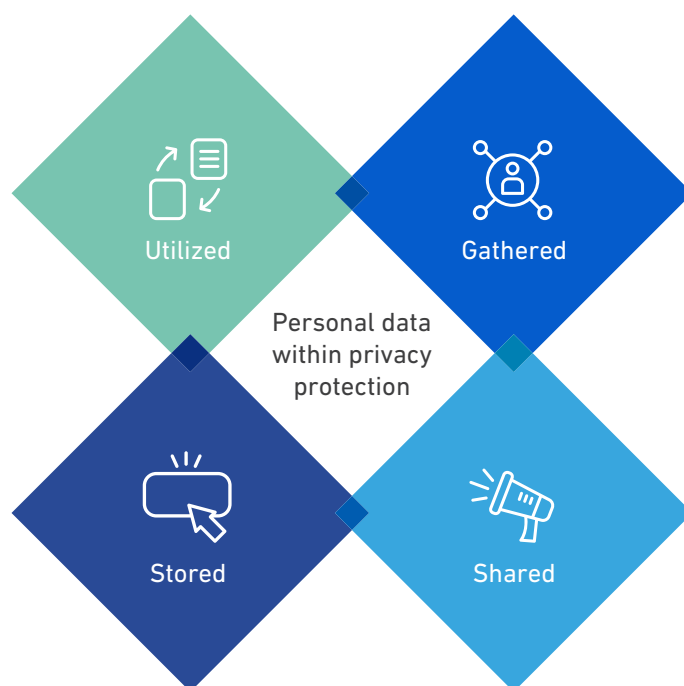 Utilized
Gathered
Personal data
within privacy
protection
Stored
Shared